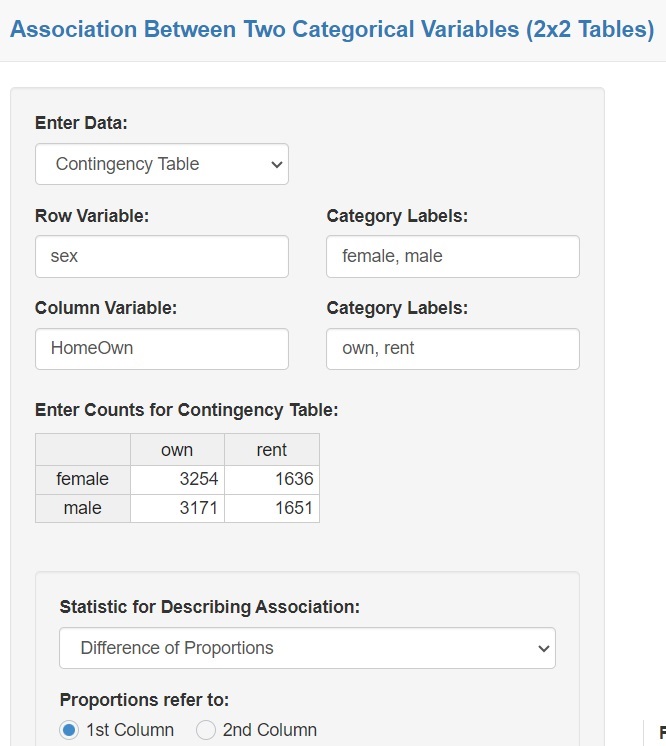 Association Between Two Categorical Variables (2x2 Tables)
Enter Data:
Contingency Table
Row Variable: Category Labels:
sex female, male
Column Variable: Category Labels:
HomeOwn own, rent
Enter Counts for Contingency Table:
own rent
female 3254 1636
male 3171 1651
Statistic for Describing Association:
Difference of Proportions
Proportions refer to:
1st Column 2nd Column